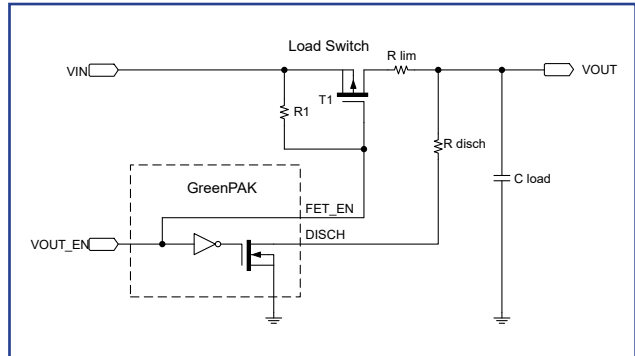 Load Switch
R lim
VIN
VOUT
T1
R1
R disch
C load
GreenPAK
FET_EN
DISCH
VOUT_EN